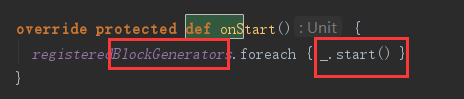 override protected def onStart() : Unit {
registeredBlockGenerators.foreach { _.start() }
}